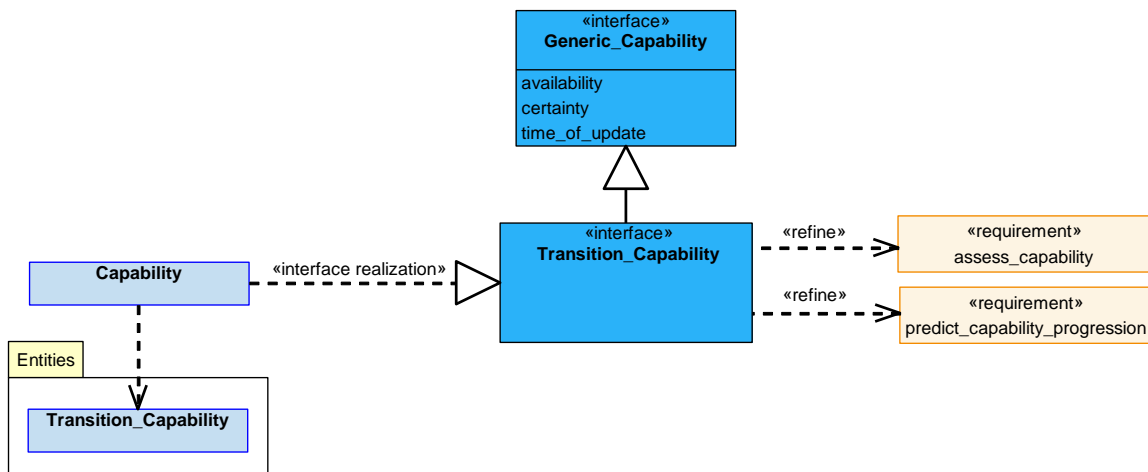 «interface»
Generic_Capability
availability
certainty
time_of_update
«interface»
Transition_Capability
«refine»
«requirement»
assess_capability
Capability
«interface realization»
«refine»
«requirement»
predict_capability_progression
Entities
Transition_Capability